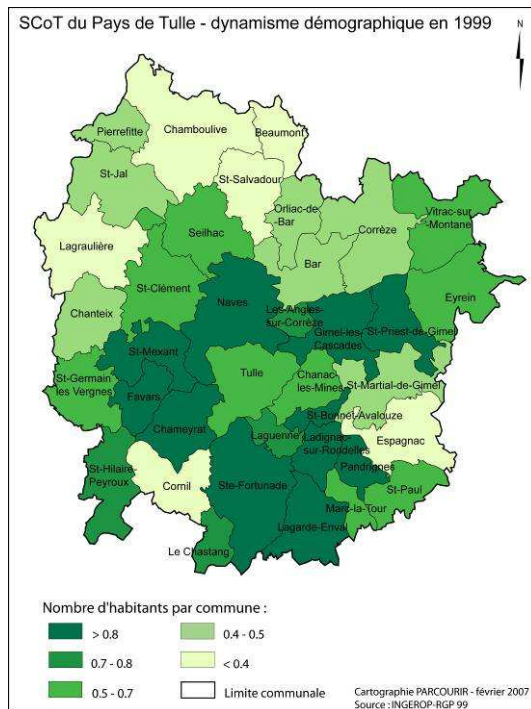 SCoT du Pays de Tulle - dynamisme démographique en 1999
N
Pierrefitte
Chamboulive
Beaumont
St-Jal
St-Salvadour
Orliac-de-
-Bar
Corrèze
Vitrac-sur
-Montane
Seilhac
Lagraulière
Bar
St-Clément
Eyrein
Naves
Les-Angles-
sur-Corrèze
Chanteix
Gimel-les-
Cascades
St-Priest-de-Gimel
St-Mexant
Tulle
Chanac-
les-Mines
St-Martial-de-Gimel
St-Germain
les Vergnes
Favars
St-Bonnet-Avalouze
Chameyrat
Laguenne
Ladignac-
sur-Rondelles
Espagnac
Pandrignes
St-Hilaire-
Peyroux
Cornil
Ste-Fortunade
St-Paul
Marc-la-Tour
Lagarde-Enval
Le Chastang
Nombre d'habitants par commune :
> 0.8
0.4 - 0.5
0.7 - 0.8
< 0.4
0.5 - 0.7
Limite communale
Cartographie PARCOURIR - février 2007
Source : INGEROP-RGP 99